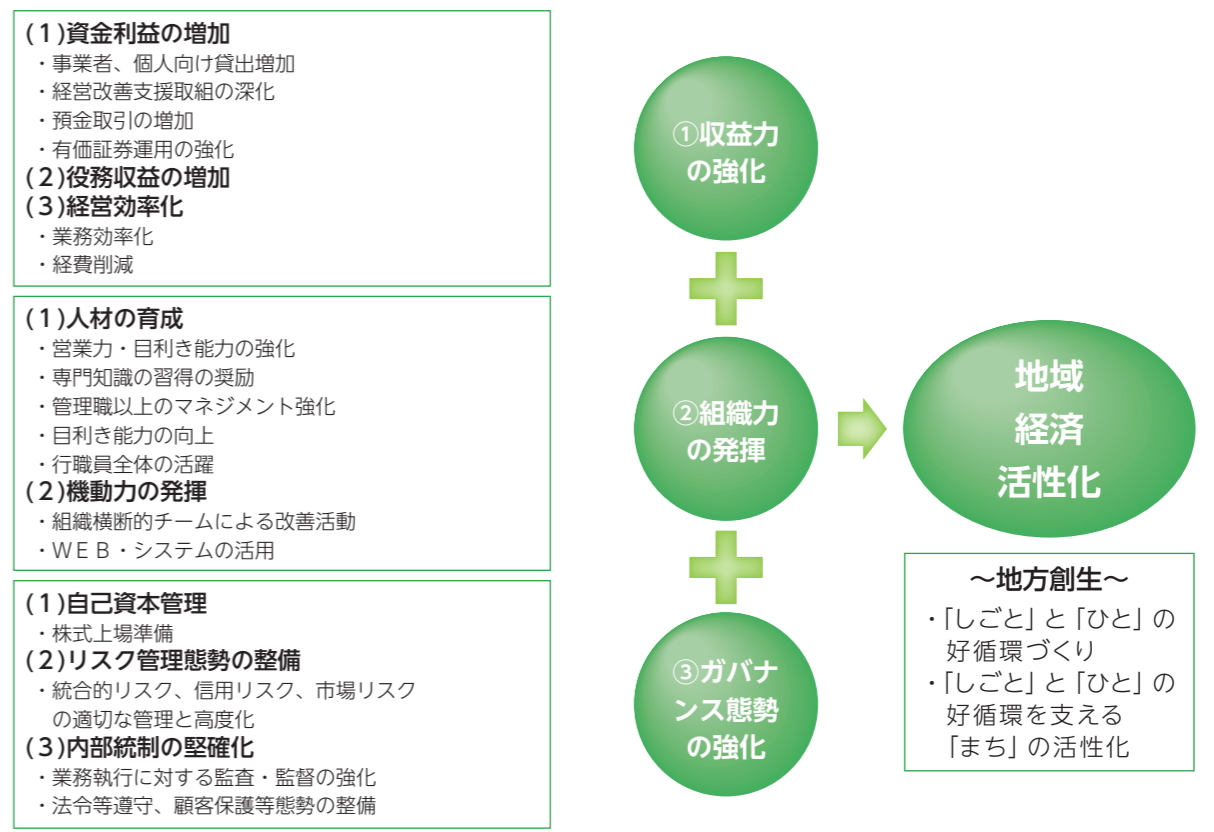 (1)資金利益の増加
・事業者、個人向け貸出増加
・経営改善支援取組の深化
・預金取引の増加
・有価証券運用の強化
(2)役務収益の増加
(3)経営効率化
・業務効率化
・経費削減
①収益力
の強化
(1)人材の育成
・営業力・目利き能力の強化
・専門知識の習得の奨励
・管理職以上のマネジメント強化
・目利き能力の向上
・行職員全体の活躍
(2)機動力の発揮
・組織横断的チームによる改善活動
・WEB・システムの活用
②組織力
の発揮
(1)自己資本管理
・株式上場準備
(2)リスク管理態勢の整備
・統合的リスク、信用リスク、市場リスク
の適切な管理と高度化
(3)内部統制の堅確化
・業務執行に対する監査・監督の強化
・法令等遵守、顧客保護等態勢の整備
③ガバナ
ンス態勢
の強化
地域
経済
活性化
～地方創生～
・「しごと」と「ひと」の
好循環づくり
・「しごと」と「ひと」の
好循環を支える
「まち」の活性化